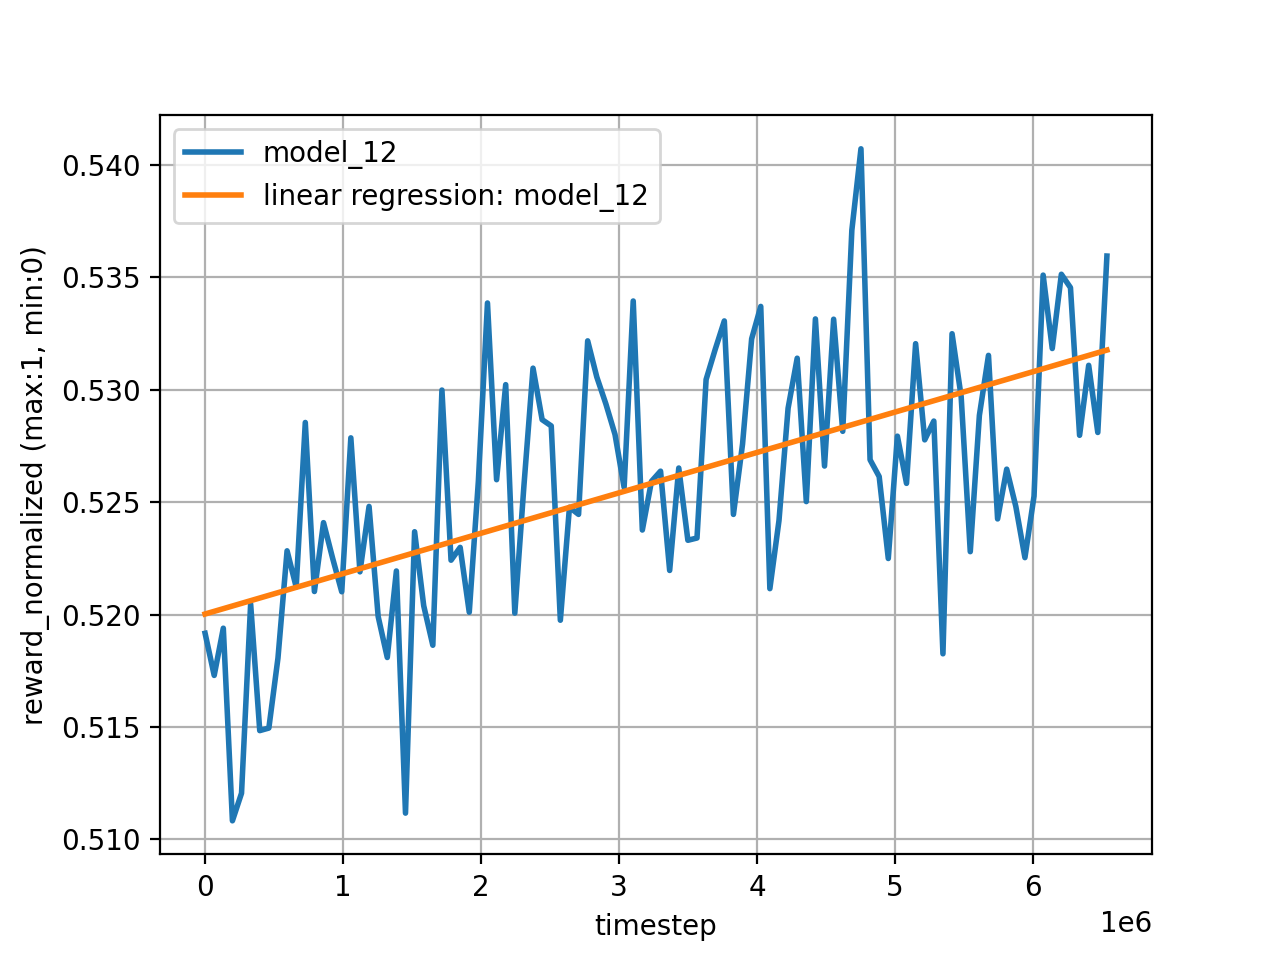 model_12
linear regression: model_12
0.540
0.535
0.530
0.525
0.520
0.515
0.510
reward_normalized (max:1, min:0)
0 1 2 3 4 5 6
1e6
timestep